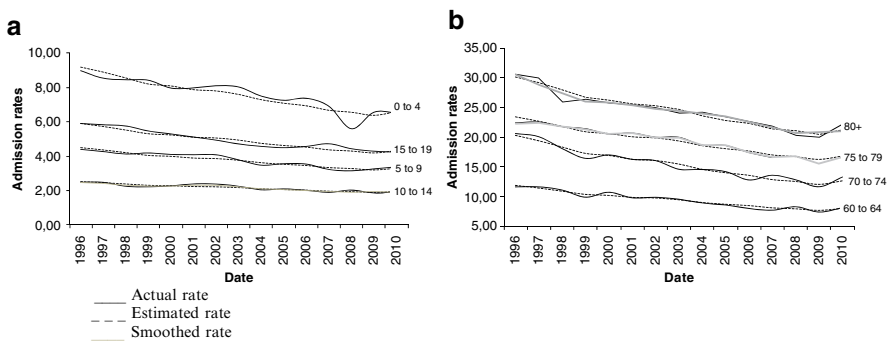 a
Admission rates
10,00
8,00
6,00
4,00
2,00
0,00
0 to 4
15 to 19
5 to 9
10 to 14
1996 1997 1998 1999 2000 2001 2002 2003 2004 2005 2006 2007 2008 2009 2010
Date
Actual rate
Estimated rate
Smoothed rate
b
Admission rates
35,00
30,00
25,00
20,00
15,00
10,00
5,00
80+
75 to 79
70 to 74
60 to 64
1996 1997 1998 1999 2000 2001 2002 2003 2004 2005 2006 2007 2008 2009 2010
Date